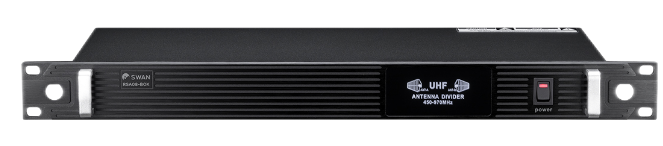 SWAN
UHF
ANTENNA DIVIDER
450-970MHz
power